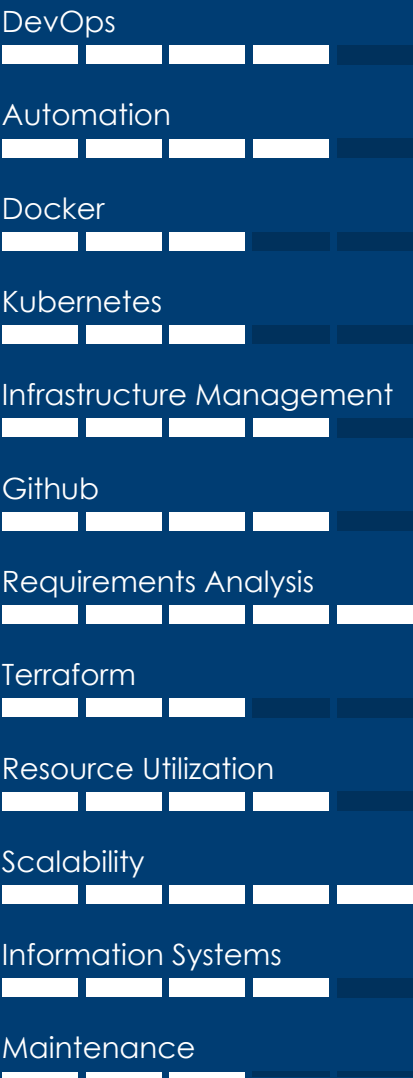 DevOps
Automation
Docker
Kubernetes
Infrastructure Management
Github
Requirements Analysis
Terraform
Resource Utilization
Scalability
Information Systems
Maintenance